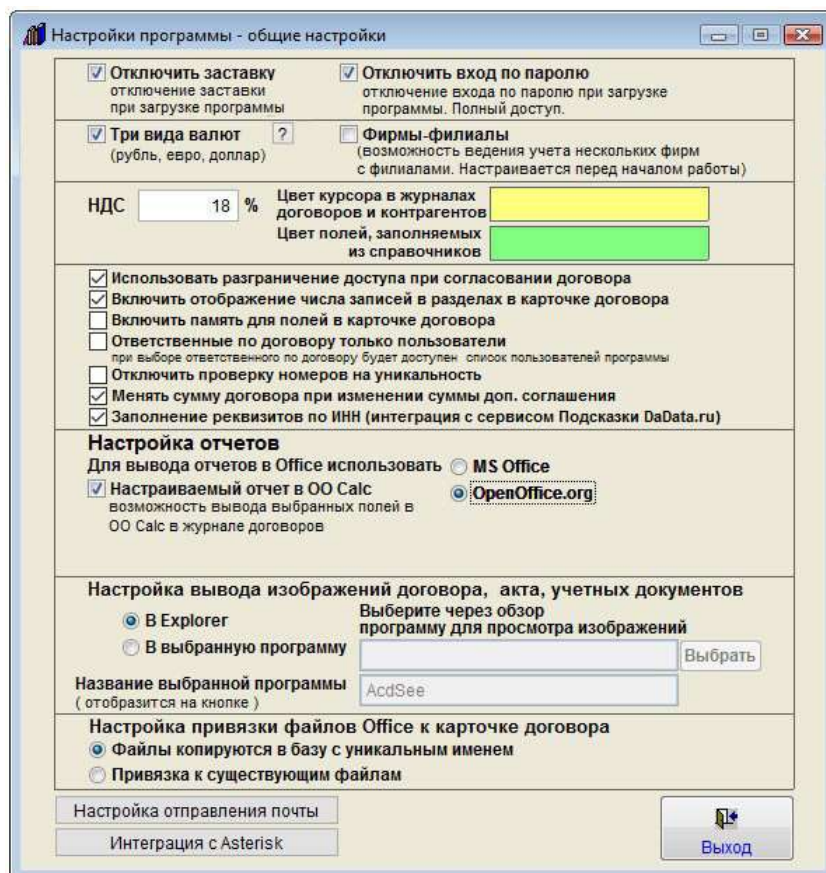 Настройки программы - общие настройки
Отключить заставку
отключение заставки
при загрузке программы
Отключить вход по паролю
отключение входа по паролю при загрузке
программы. Полный доступ.
Три вида валют ?
(рубль, евро, доллар)
Фирмы-филиалы
(возможность ведения учета нескольких фирм
с филиалами. Настраивается перед началом работы)
НДС 18 %
Цвет курсора в журналах
договоров и контрагентов
Цвет полей, заполняемых
из справочников
Использовать разграничение доступа при согласовании договора
Включить отображение числа записей в разделах в карточке договора
Включить память для полей в карточке договора
Ответственные по договору только пользователи
при выборе ответственного по договору будет доступен список пользователей программы
Отключить проверку номеров на уникальность
Менять сумму договора при изменении суммы доп. соглашения
Заполнение реквизитов по ИНН (интеграция с сервисом Подсказки DaData.ru)
Настройка отчетов
Для вывода отчетов в Office использовать MS Office
Настраиваемый отчет в OO Calc OpenOffice.org
возможность вывода выбранных полей в
OO Calc в журнале договоров
Настройка вывода изображений договора, акта, учетных документов
В Explorer
Выберите через обзор
программу для просмотра изображений
В выбранную программу Выбрать
Название выбранной программы AcdSee
( отобразится на кнопке )
Настройка привязки файлов Office к карточке договора
Файлы копируются в базу с уникальным именем
Привязка к существующим файлам
Настройка отправления почты
Интеграция с Asterisk
Выход